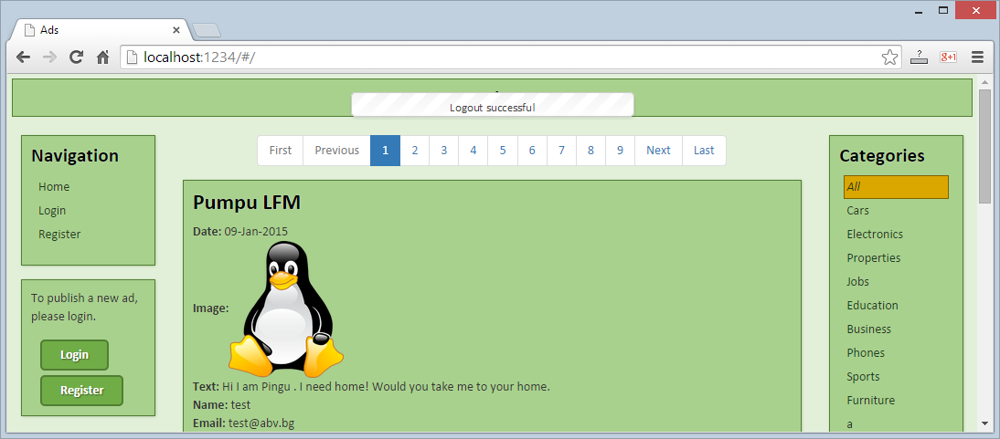 Ads
localhost:1234/#/
g+1
Logout successful
Navigation
Home
Login
Register
To publish a new ad,
please login.
Login
Register
First Previous 1 2 3 4 5 6 7 8 9 Next Last
Pumpu LFM
Date: 09-Jan-2015
Image:
Text: Hi I am Pingu . I need home! Would you take me to your home.
Name: test
Email: test@abv.bg
Categories
All
Cars
Electronics
Properties
Jobs
Education
Business
Phones
Sports
Furniture
a